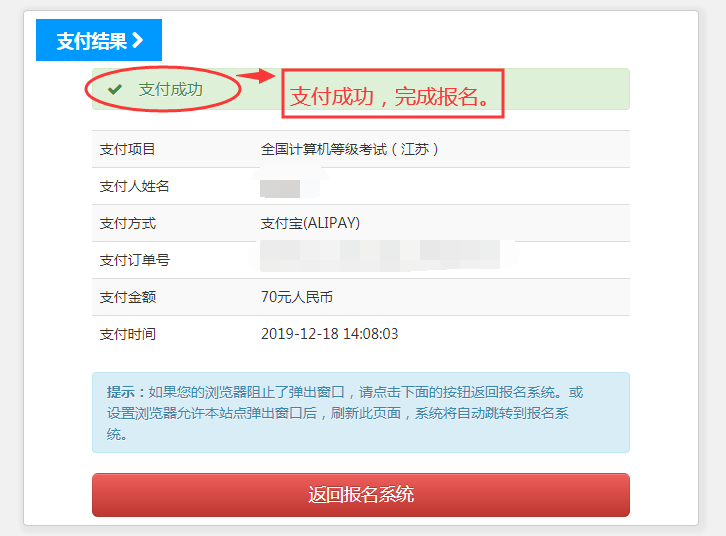 支付结果
支付成功
支付成功，完成报名。
支付项目 全国计算机等级考试（江苏）
支付人姓名
支付方式 支付宝(ALIPAY)
支付订单号
支付金额 70元人民币
支付时间 2019-12-18 14:08:03
提示：如果您的浏览器阻止了弹出窗口，请点击下面的按钮返回报名系统。或
设置浏览器允许本站点弹出窗口后，刷新此页面，系统将自动跳转到报名系
统。
返回报名系统